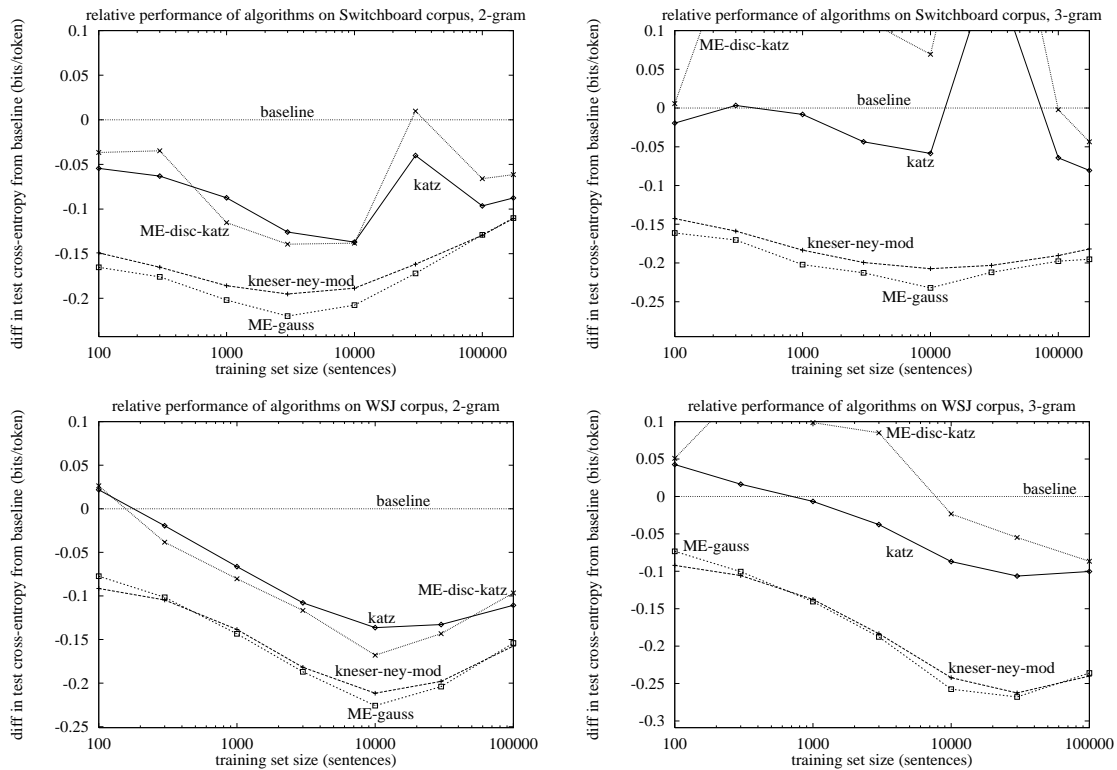 relative performance of algorithms on Switchboard corpus, 2-gram
diff in test cross-entropy from baseline (bits/token)
0.1
0.05
0
-0.05
-0.1
-0.15
-0.2
baseline
katz
ME-disc-katz
kneser-ney-mod
ME-gauss
100
1000
10000
100000
training set size (sentences)
relative performance of algorithms on Switchboard corpus, 3-gram
diff in test cross-entropy from baseline (bits/token)
0.1
0.05
0
-0.05
-0.1
-0.15
-0.2
-0.25
ME-disc-katz
baseline
katz
kneser-ney-mod
ME-gauss
100
1000
10000
100000
training set size (sentences)
relative performance of algorithms on WSJ corpus, 2-gram
diff in test cross-entropy from baseline (bits/token)
0.1
0.05
0
-0.05
-0.1
-0.15
-0.2
-0.25
baseline
ME-disc-katz
katz
kneser-ney-mod
ME-gauss
100
1000
10000
100000
training set size (sentences)
relative performance of algorithms on WSJ corpus, 3-gram
diff in test cross-entropy from baseline (bits/token)
0.1
0.05
0
-0.05
-0.1
-0.15
-0.2
-0.25
-0.3
ME-disc-katz
baseline
ME-gauss
katz
kneser-ney-mod
100
1000
10000
100000
training set size (sentences)